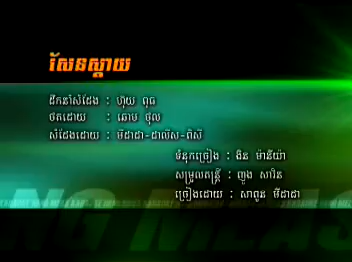 សែនស្ដាយ
ដឹកនាំសំដែង : ហ៊ុយ ពុធ
ថតដោយ : ឆោម ថុល
សំដែងដោយ : មីដាដា-ដាលីស-ពិសី
ទំនុកច្រៀង : ងិន ម៉ានីយ៉ា
សម្រួលតន្ត្រី : ញូង សារិន
ច្រៀងដោយ : សាពូន មីដាដា